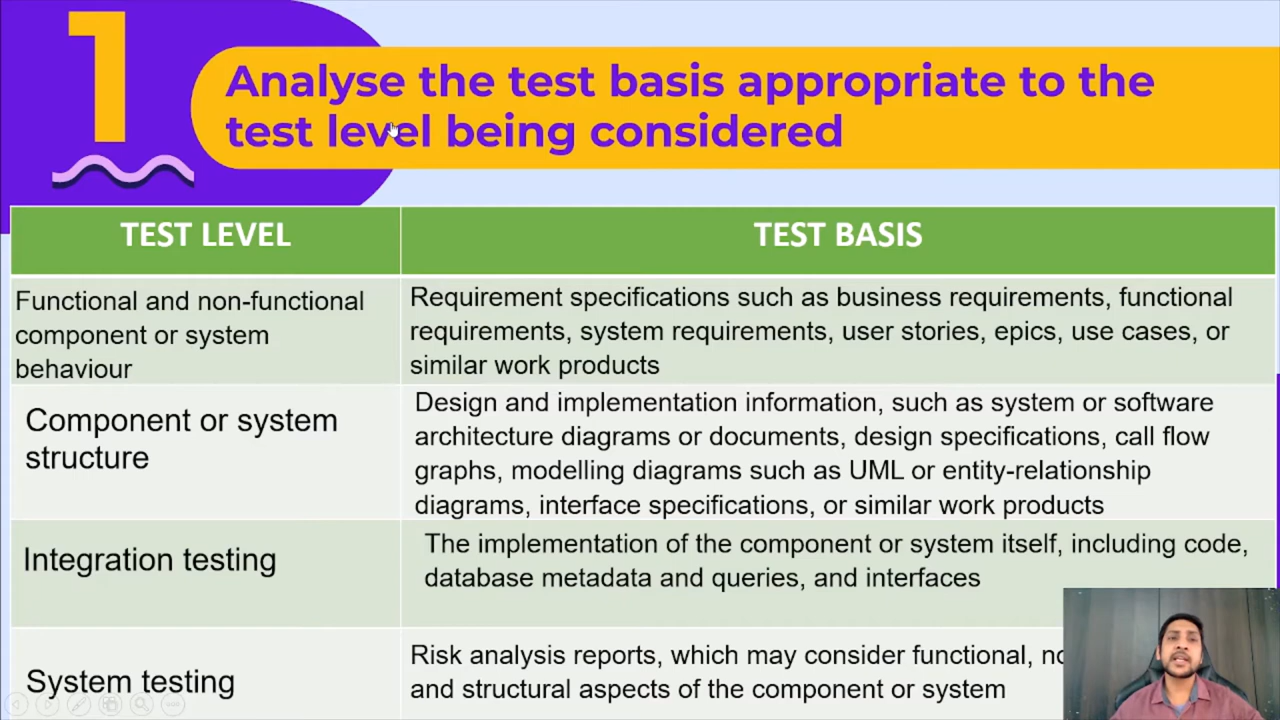 1
Analyse the test basis appropriate to the
test level being considered
TEST LEVEL
TEST BASIS
Functional and non-functional
component or system
behaviour
Requirement specifications such as business requirements, functional
requirements, system requirements, user stories, epics, use cases, or
similar work products
Component or system
structure
Design and implementation information, such as system or software
architecture diagrams or documents, design specifications, call flow
graphs, modelling diagrams such as UML or entity-relationship
diagrams, interface specifications, or similar work products
Integration testing
The implementation of the component or system itself, including code,
database metadata and queries, and interfaces
System testing
Risk analysis reports, which may consider functional,
and structural aspects of the component or system